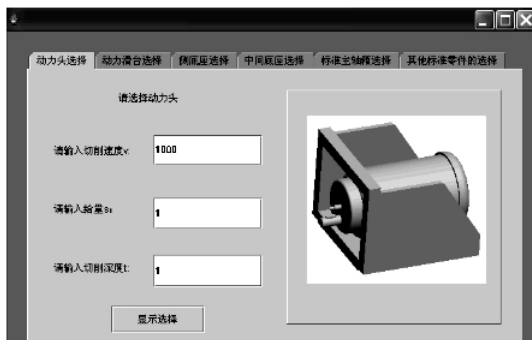 动力头选择 动力滑台选择 侧底座选择 中间底座选择 标准主轴箱选择 其他标准零件的选择
请选择动力头
请输入切削速度v:
1000
请输入给量s:
1
请输入切削深度t:
1
显示选择